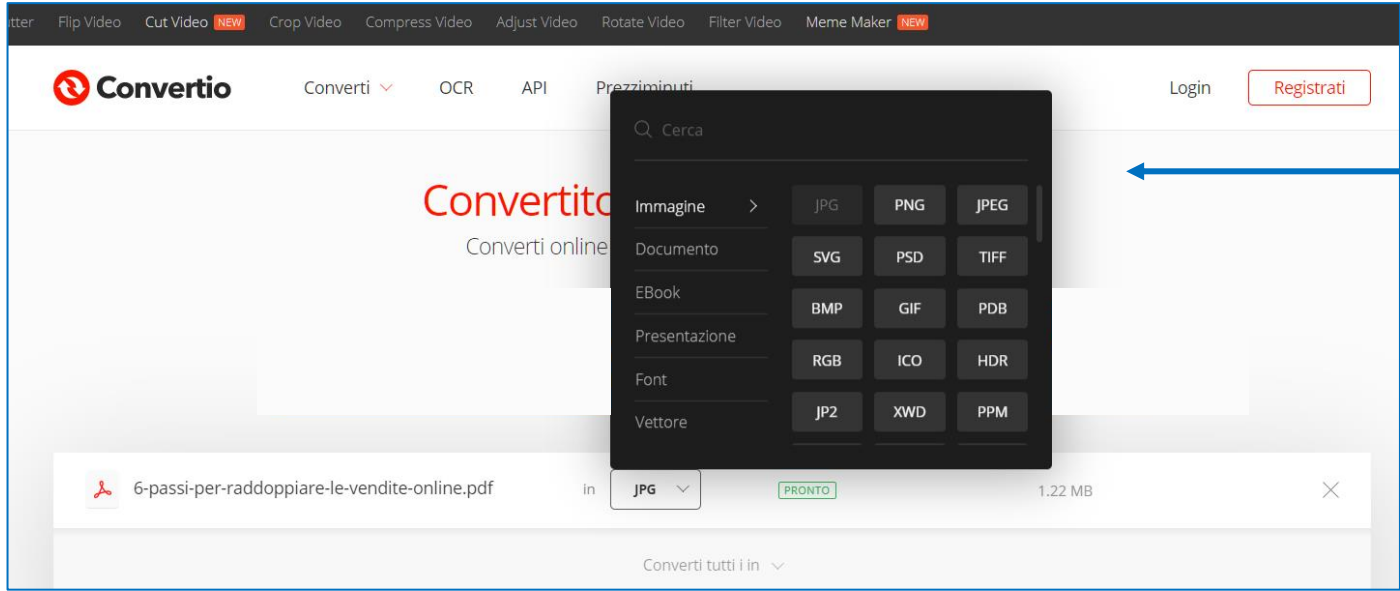 Flip Video Cut Video NEW Crop Video Compress Video Adjust Video Rotate Video Filter Video Meme Maker NEW
Convertio Converti OCR API Prezziminuti Login Registrati
Cerca
Convertito
Converti online
Immagine JPG PNG JPEG
Documento SVG PSD TIFF
EBook BMP GIF PDB
Presentazione RGB ICO HDR
Font
Vettore JP2 XWD PPM
6-passi-per-raddoppiare-le-vendite-online.pdf in JPG PRONTO 1.22 MB
Converti tutti i in